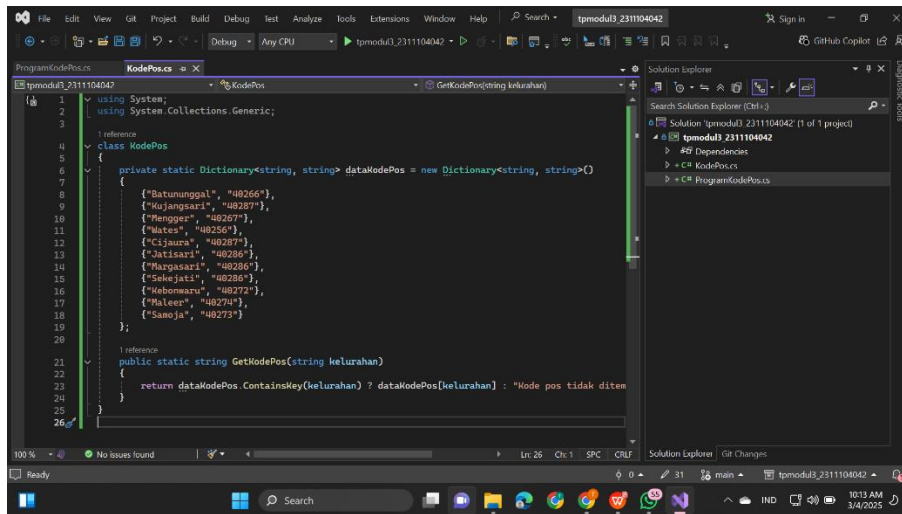 File Edit View Git Project Build Debug Test Analyze Tools Extensions Window Help Search tpmodul3_2311104042 Sign in
Debug Any CPU tpmodul3_2311104042 GitHub Copilot
ProgramKodePos.cs KodePos.cs
tpmodul3_2311104042 KodePos GetKodePos(string kelurahan)
1 using System;
2 using System.Collections.Generic;
3
1 reference
4 class KodePos
5 {
6 private static Dictionary<string, string> dataKodePos = new Dictionary<string, string>()
7 {
8 {"Batununggal", "40266"},
9 {"Kujangsari", "40287"},
10 {"Mengger", "40267"},
11 {"Wates", "40256"},
12 {"Cijaura", "40287"},
13 {"Jatisari", "40286"},
14 {"Margasari", "40286"},
15 {"Sekejati", "40286"},
16 {"Kebonwaru", "40272"},
17 {"Maleer", "40274"},
18 {"Samoja", "40273"}
19 };
20
1 reference
21 public static string GetKodePos(string kelurahan)
22 {
23 return dataKodePos.ContainsKey(kelurahan) ? dataKodePos[kelurahan] : "Kode pos tidak ditem
24 }
25 }
26
100 % No issues found Ln: 26 Ch: 1 SPC CRLF
Solution Explorer
Search Solution Explorer (Ctrl+;)
Solution 'tpmodul3_2311104042' (1 of 1 project)
tpmodul3_2311104042
Dependencies
C# KodePos.cs
C# ProgramKodePos.cs
Solution Explorer Git Changes
Diagnostic Tools
Ready 0 31 main tpmodul3_2311104042
Search 55 IND 10:13 AM
3/4/2025